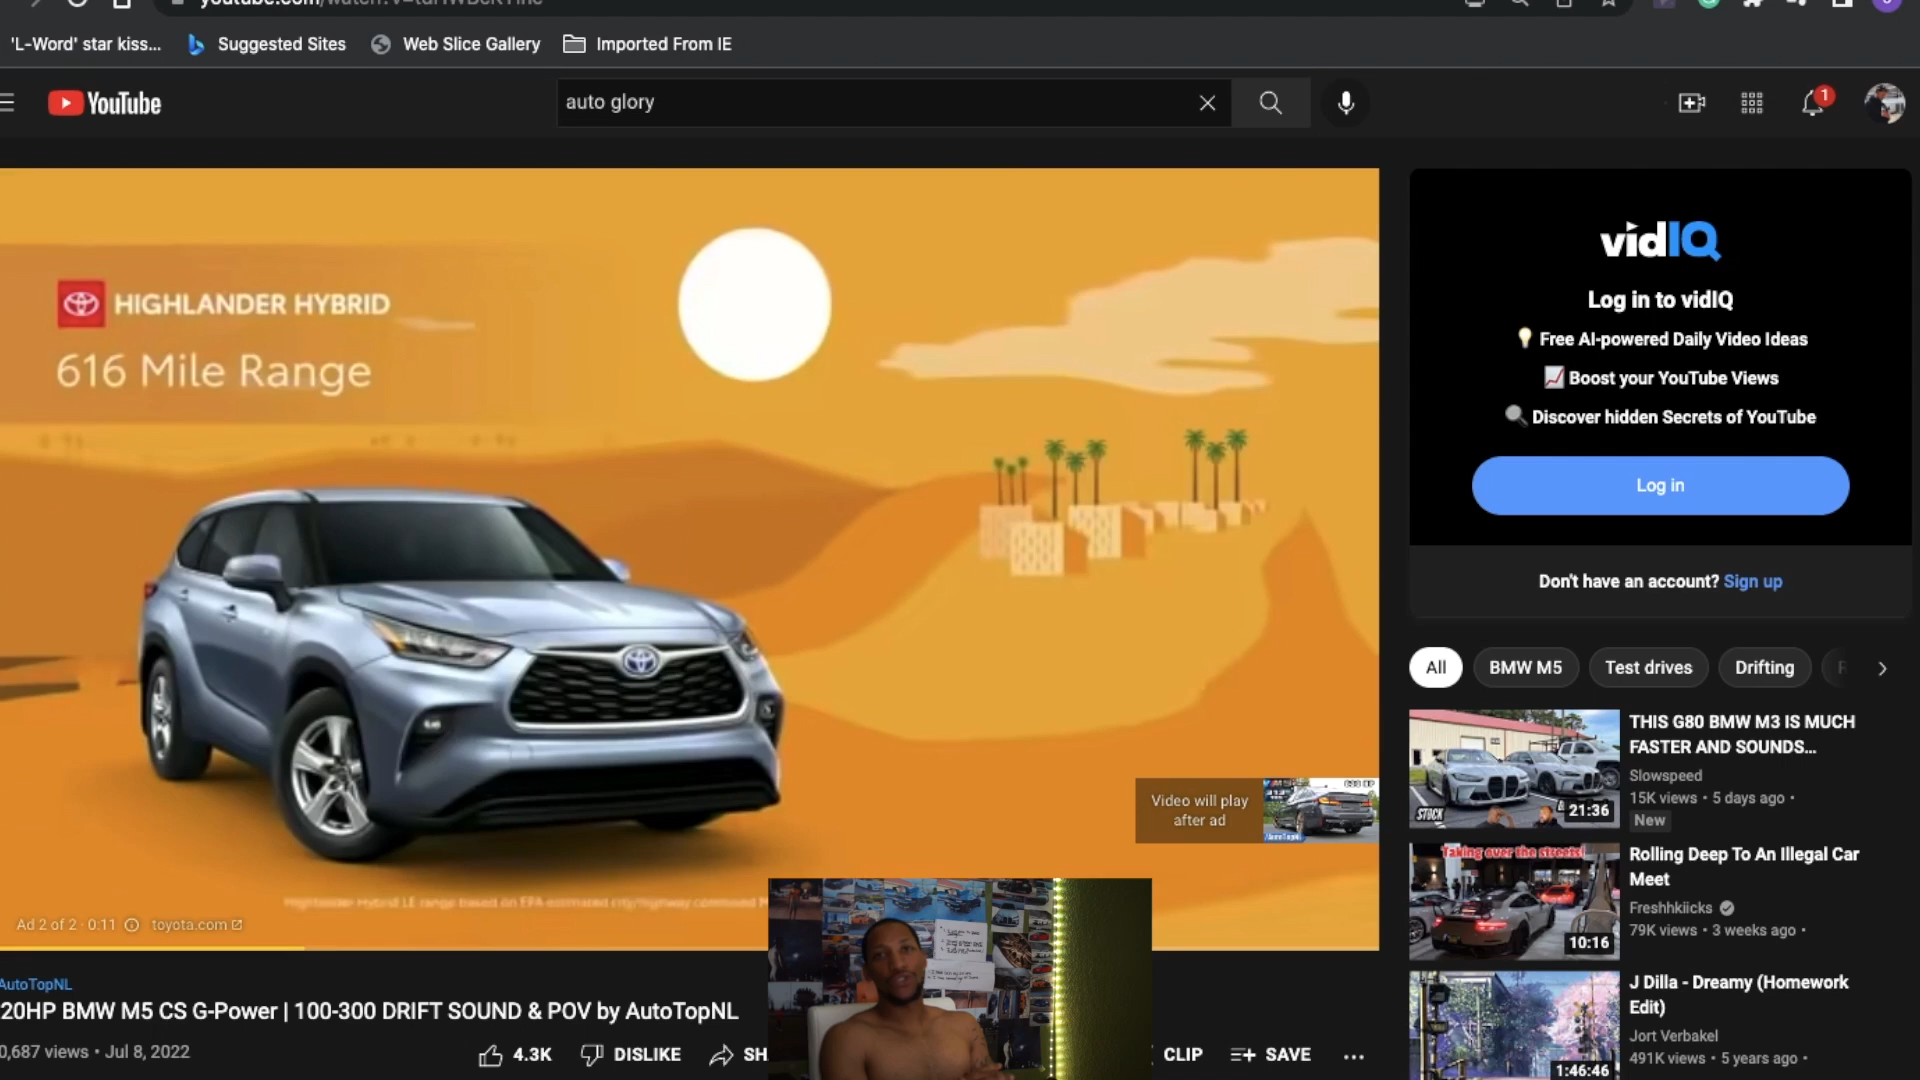 'L-Word' star kiss...
Suggested Sites
Web Slice Gallery
Imported From IE
YouTube
auto glory
1
HIGHLANDER HYBRID
616 Mile Range
Video will play
after ad
Ad 2 of 2 · 0:11
toyota.com
AutoTopNL
20HP BMW M5 CS G-Power | 100-300 DRIFT SOUND & POV by AutoTopNL
0,687 views • Jul 8, 2022
4.3K
DISLIKE
SH
CLIP
SAVE
vidIQ
Log in to vidIQ
Free AI-powered Daily Video Ideas
Boost your YouTube Views
Discover hidden Secrets of YouTube
Log in
Don't have an account? Sign up
All
BMW M5
Test drives
Drifting
STOCK
21:36
THIS G80 BMW M3 IS MUCH
FASTER AND SOUNDS...
Slowspeed
15K views • 5 days ago •
New
Taking over the streets!
10:16
Rolling Deep To An Illegal Car
Meet
Freshhkiicks
79K views • 3 weeks ago •
1:46:46
J Dilla - Dreamy (Homework
Edit)
Jort Verbakel
491K views • 5 years ago •